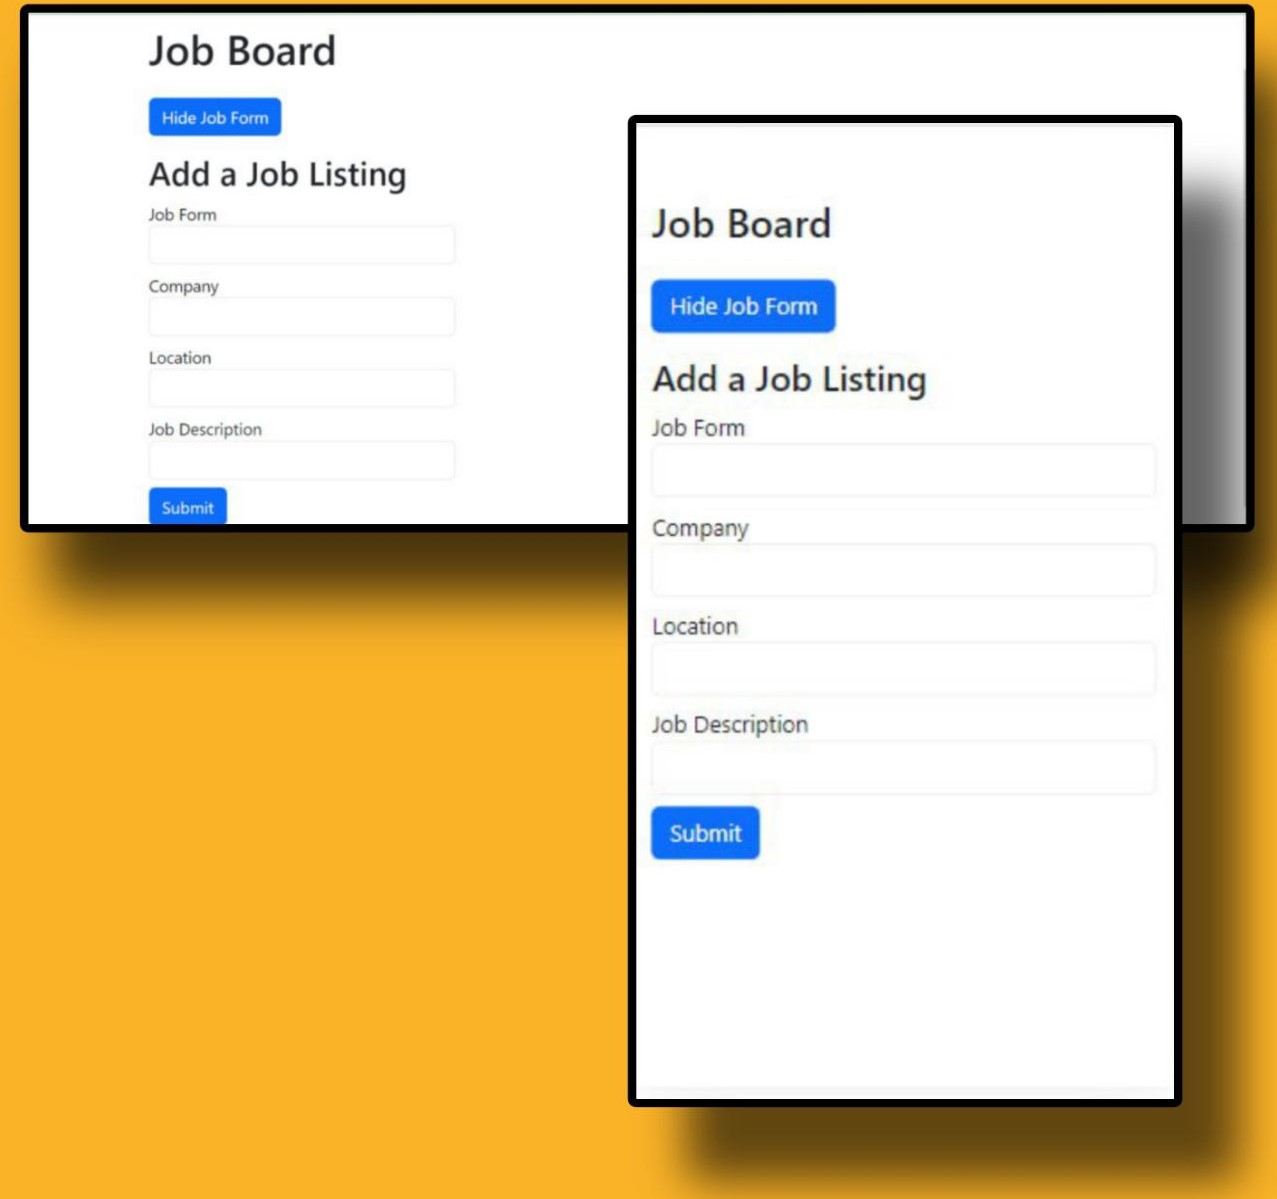 Job Board
Hide Job Form
Add a Job Listing
Job Form
Company
Location
Job Description
Submit
Job Board
Hide Job Form
Add a Job Listing
Job Form
Company
Location
Job Description
Submit